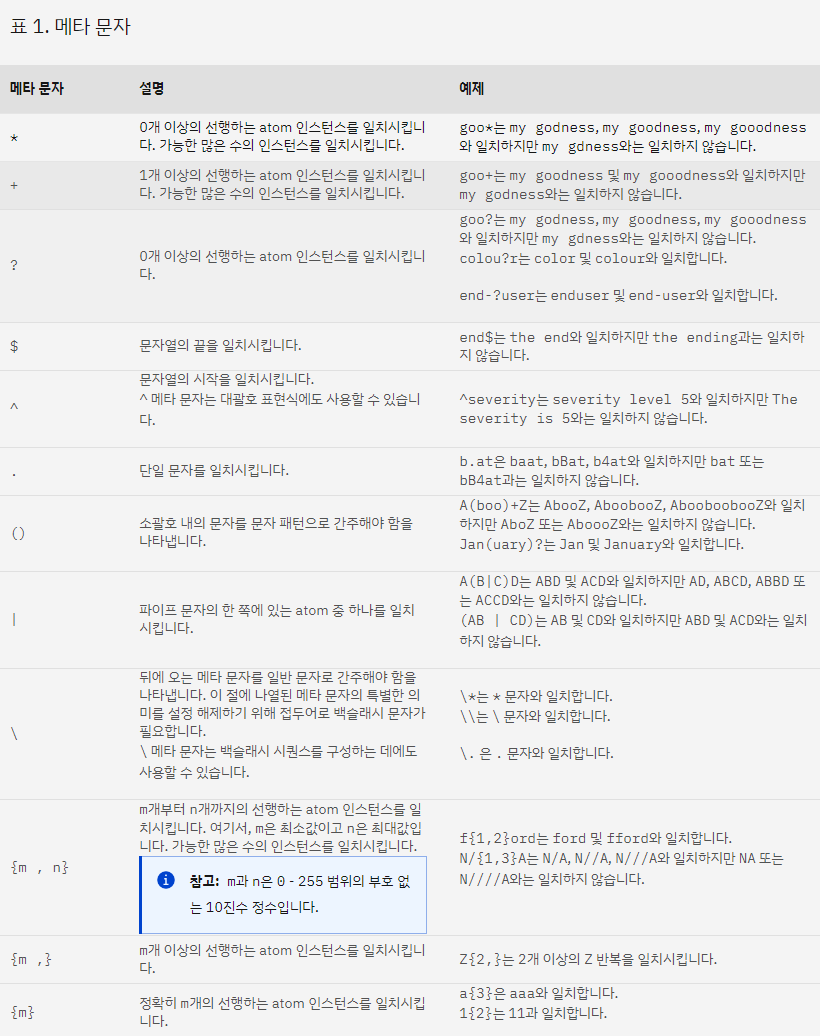 표 1. 메타 문자
메타 문자 설명 예제
* 0개 이상의 선행하는 atom 인스턴스를 일치시킵니
다. 가능한 많은 수의 인스턴스를 일치시킵니다.
goo*는 my godness, my goodness, my gooodness
와 일치하지만 my gdness와는 일치하지 않습니다.
+ 1개 이상의 선행하는 atom 인스턴스를 일치시킵니
다. 가능한 많은 수의 인스턴스를 일치시킵니다.
goo+는 my goodness 및 my gooodness와 일치하지만
my godness와는 일치하지 않습니다.
? 0개 이상의 선행하는 atom 인스턴스를 일치시킵니
다.
goo?는 my godness, my goodness, my gooodness
와 일치하지만 my gdness와는 일치하지 않습니다.
colou?r는 color 및 colour와 일치합니다.
end-?user는 enduser 및 end-user와 일치합니다.
$ 문자열의 끝을 일치시킵니다.
end$는 the end와 일치하지만 the ending과는 일치하
지 않습니다.
^ 문자열의 시작을 일치시킵니다.
^ 메타 문자는 대괄호 표현식에도 사용할 수 있습니
다.
^severity는 severity level 5와 일치하지만 The
severity is 5와는 일치하지 않습니다.
. 단일 문자를 일치시킵니다.
b.at은 baat, bBat, b4at와 일치하지만 bat 또는
bB4at과는 일치하지 않습니다.
() 소괄호 내의 문자를 문자 패턴으로 간주해야 함을
나타냅니다.
A(boo)+Z는 AbooZ, AboobooZ, AbooboobooZ와 일치
하지만 AboZ 또는 AboooZ와는 일치하지 않습니다.
Jan(uary)?는 Jan 및 January와 일치합니다.
| 파이프 문자의 한 쪽에 있는 atom 중 하나를 일치
시킵니다.
A(B|C)D는 ABD 및 ACD와 일치하지만 AD, ABCD, ABBD 또
는 ACCD와는 일치하지 않습니다.
(AB | CD)는 AB 및 CD와 일치하지만 ABD 및 ACD와는 일치
하지 않습니다.
\ 뒤에 오는 메타 문자를 일반 문자로 간주해야 함을
나타냅니다. 이 절에 나열된 메타 문자의 특별한 의
미를 설정 해제하기 위해 접두어로 백슬래시 문자가
필요합니다.
\ 메타 문자는 백슬래시 시퀀스를 구성하는 데에도
사용할 수 있습니다.
\*는 * 문자와 일치합니다.
\\는 \ 문자와 일치합니다.
\. 은 . 문자와 일치합니다.
{m , n} m개부터 n개까지의 선행하는 atom 인스턴스를 일
치시킵니다. 여기서, m은 최소값이고 n은 최대값입
니다. 가능한 많은 수의 인스턴스를 일치시킵니다.
참고: m과 n은 0 - 255 범위의 부호 없
는 10진수 정수입니다.
f{1,2}ord는 ford 및 fford와 일치합니다.
N/{1,3}A는 N/A, N//A, N///A와 일치하지만 NA 또는
N////A와는 일치하지 않습니다.
{m ,} m개 이상의 선행하는 atom 인스턴스를 일치시킵니
다.
Z{2,}는 2개 이상의 Z 반복을 일치시킵니다.
{m} 정확히 m개의 선행하는 atom 인스턴스를 일치시킵
니다.
a{3}은 aaa와 일치합니다.
1{2}는 11과 일치합니다.